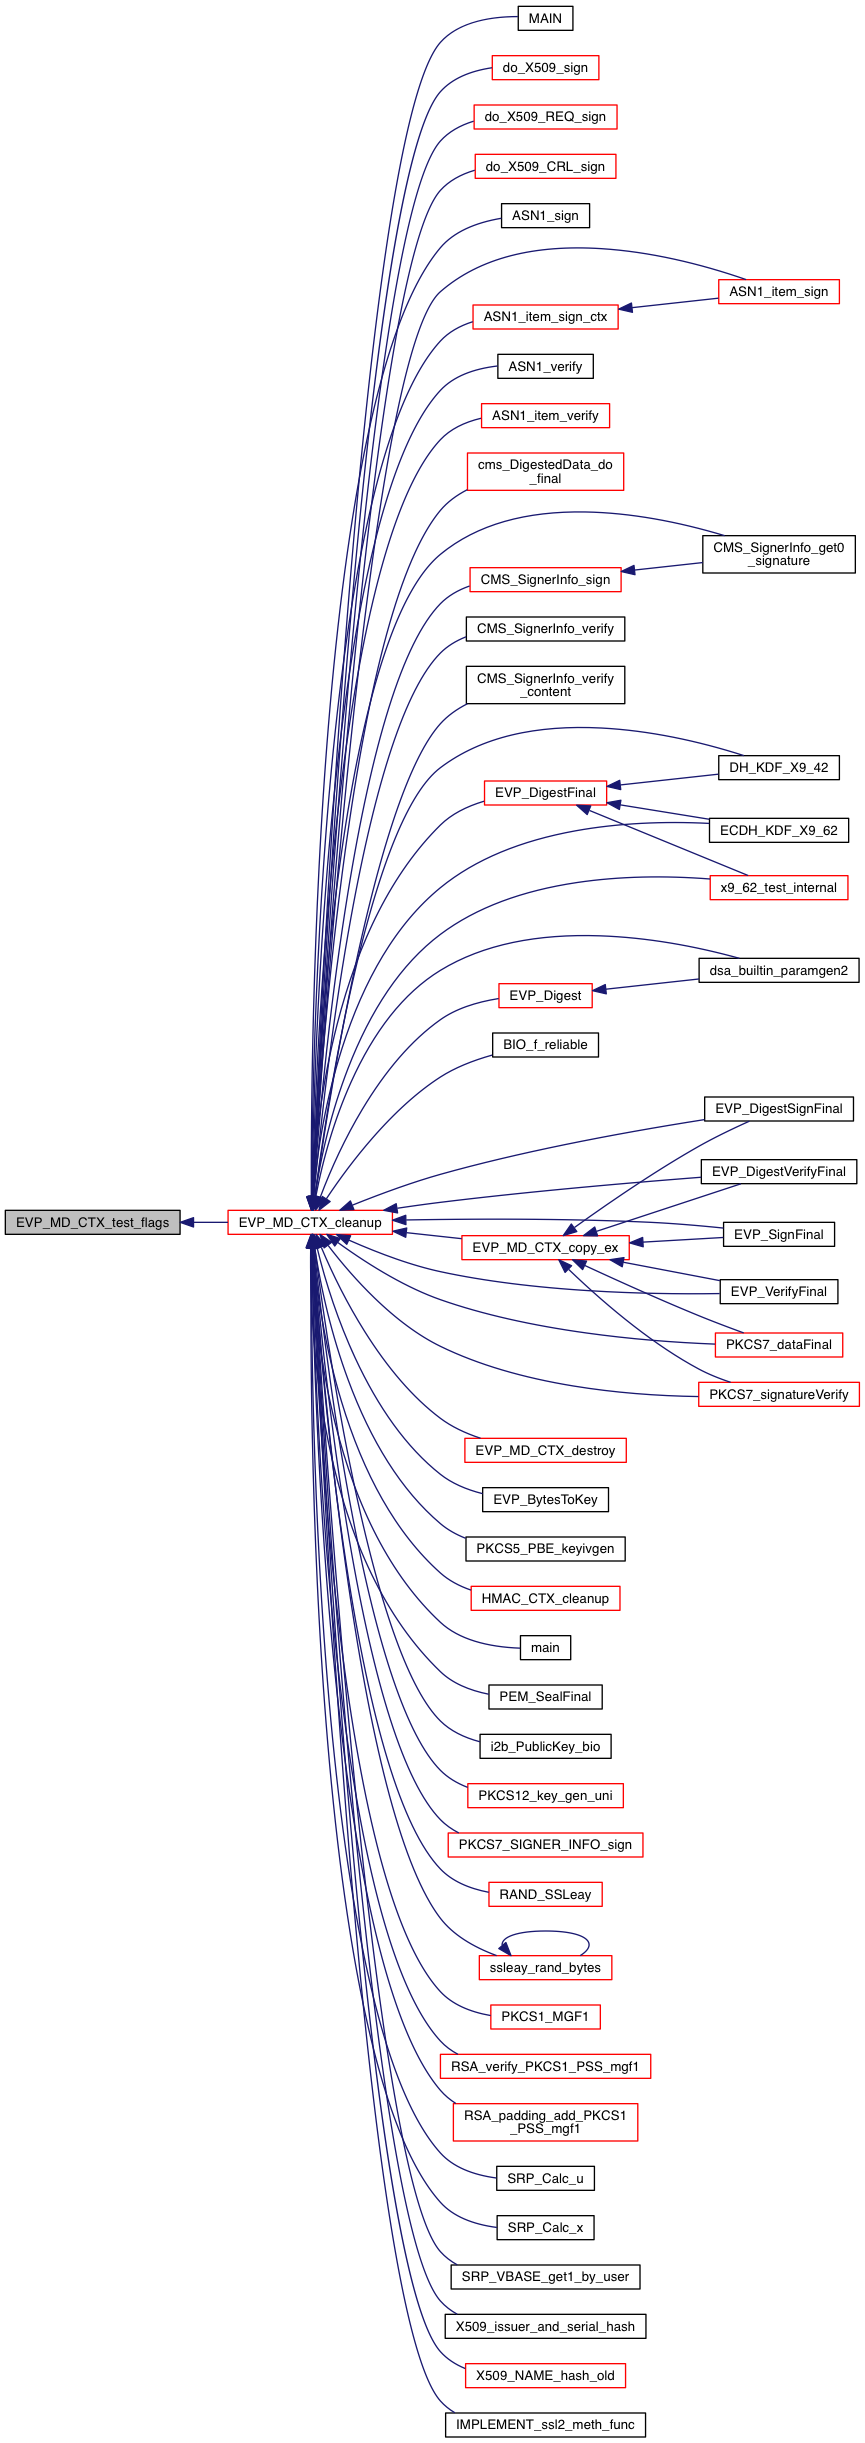 MAIN
do_X509_sign
do_X509_REQ_sign
do_X509_CRL_sign
ASN1_sign
ASN1_item_sign
ASN1_item_sign_ctx
ASN1_verify
ASN1_item_verify
cms_DigestedData_do
_final
CMS_SignerInfo_get0
_signature
CMS_SignerInfo_sign
CMS_SignerInfo_verify
CMS_SignerInfo_verify
_content
DH_KDF_X9_42
EVP_DigestFinal
ECDH_KDF_X9_62
x9_62_test_internal
dsa_builtin_paramgen2
EVP_Digest
BIO_f_reliable
EVP_DigestSignFinal
EVP_DigestVerifyFinal
EVP_MD_CTX_test_flags
EVP_MD_CTX_cleanup
EVP_SignFinal
EVP_MD_CTX_copy_ex
EVP_VerifyFinal
PKCS7_dataFinal
PKCS7_signatureVerify
EVP_MD_CTX_destroy
EVP_BytesToKey
PKCS5_PBE_keyivgen
HMAC_CTX_cleanup
main
PEM_SealFinal
i2b_PublicKey_bio
PKCS12_key_gen_uni
PKCS7_SIGNER_INFO_sign
RAND_SSLeay
ssleay_rand_bytes
PKCS1_MGF1
RSA_verify_PKCS1_PSS_mgf1
RSA_padding_add_PKCS1
_PSS_mgf1
SRP_Calc_u
SRP_Calc_x
SRP_VBASE_get1_by_user
X509_issuer_and_serial_hash
X509_NAME_hash_old
IMPLEMENT_ssl2_meth_func